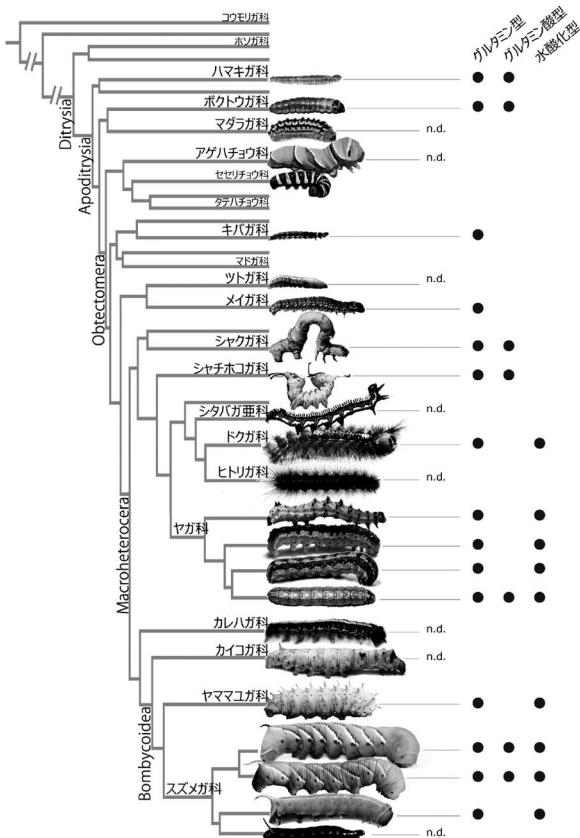 グルタミン型
グルタミン酸型
水酸化型
コウモリガ科
ホソガ科
ハマキガ科
ボクトウガ科
マダラガ科 n.d.
アゲハチョウ科 n.d.
セセリチョウ科
タテハチョウ科
キバガ科
マドガ科
ツトガ科 n.d.
メイガ科
シャクガ科
シャチホコガ科
シタバガ亜科 n.d.
ドクガ科
ヒトリガ科 n.d.
ヤガ科
カレハガ科 n.d.
カイコガ科 n.d.
ヤママユガ科
スズメガ科
n.d.
Ditrysia
Apoditrysia
Obtectomera
Macroheterocera
Bombycoidea